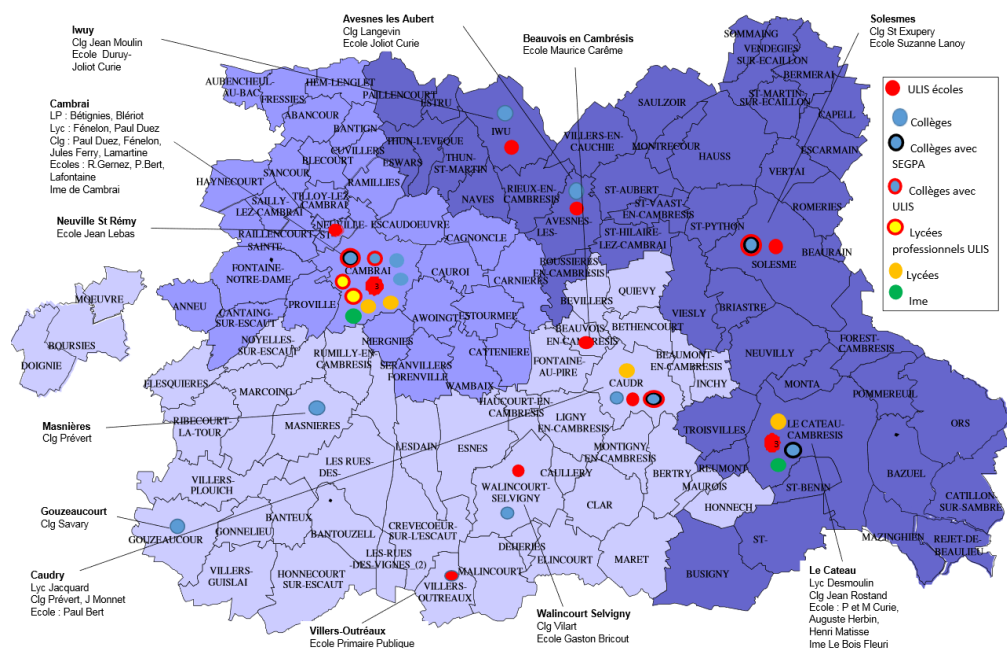 Iwuy
Clg Jean Moulin
Ecole Duruy-
Joliot Curie
Avesnes les Aubert
Clg Langevin
Ecole Joliot Curie
Beauvois en Cambrésis
Ecole Maurice Carême
Solesmes
Clg St Exupery
Ecole Suzanne Lanoy
Cambrai
LP : Bétignies, Blériot
Lyc : Fénelon, Paul Duez
Clg : Paul Duez, Fénelon,
Jules Ferry, Lamartine
Ecoles : R.Gernez, P.Bert,
Lafontaine
Ime de Cambrai
Neuville St Rémy
Ecole Jean Lebas
Masnières
Clg Prévert
Gouzeaucourt
Clg Savary
Caudry
Lyc Jacquard
Clg Prévert, J Monnet
Ecole : Paul Bert
Villers-Outréaux
Ecole Primaire Publique
Walincourt Selvigny
Clg Vilart
Ecole Gaston Bricout
Le Cateau
Lyc Desmoulin
Clg Jean Rostand
Ecole : P et M Curie,
Auguste Herbin,
Henri Matisse
Ime Le Bois Fleuri
ULIS écoles
Collèges
Collèges avec
SEGPA
Collèges avec
ULIS
Lycées
professionnels ULIS
Lycées
Ime
SOMMAING
VENDEGIES
SUR-ECAILLON
BERMERAI
ST-MARTIN
SUR-ECAILLON
CAPELL
ESCARMAIN
VERTAI
ROMERIES
BEAURAIN
HAUSS
SAULZOIR
MONTRECOUR
VILLERS-EN-
CAUCHIE
ST-AUBERT
ST-VAAST
EN-CAMBRESIS
ST-HILAIRE
LEZ-CAMBRAI
ST-PYTHON
SOLESME
BRIASTRE
VIESLY
AUBENCHEUL
AU-BAC
HEM-LENGLET
FRESSIES
PAILLENCOURT
ESTRU
ABANCOUR
BANTIGN
THUN-L'EVEQUE
THUN-
ST-MARTIN
IWU
CUVILLERS
BLECOURT
ESWARS
RAMILLIES
SANCOUR
HAYNECOURT
TILLOY-LEZ
CAMBRAI
SAILLY-
LEZ-CAMBRAI
NEUVILLE-
RAILLENCOURT
SAINTE-
ESCAUDOEUVRE
NAVES
RIEUX-EN
CAMBRESIS
AVESNES-
LES-
CAGNONCLE
CAUROI
CARNIERES
BOUSSIERES
EN-CAMBRESIS
BEVILLERS
QUIEVY
FONTAINE
NOTRE-DAME
CAMBRAI
3
ANNEU
PROVILLE
CANTAING
SUR-ESCAUT
NOYELLES
SUR-ESCAUT
RUMILLY-EN
CAMBRESIS
NIERGNIES
AWOINGT
ESTOURMEL
CATTENIERE
SERANVILLERS
FORENVILLE
WAMBAIX
BEAUVOIS
EN-CAMBRESIS
BETHENCOURT
FONTAINE
AU-PIRE
BEAUMONT
EN-CAMBRESIS
CAUDR
INCHY
NEUVILLY
FOREST-
CAMBRESIS
MONTA
POMMEREUIL
TROISVILLES
LE CATEAU-
CAMBRESIS
ORS
BAZUEL
CATILLON
SUR-SAMBRE
REUMONT
ST-BENIN
MAUROIS
HONNECH
BERTRY
MAZINGHIEN
REJET-DE-
BEAULIEU
ST-
BUSIGNY
MOEUVRE
BOURSIES
DOIGNIE
FLESQUIERES
MARCOING
RIBECOURT
LA-TOUR
MASNIERES
HAUCOURT-EN
CAMBRESIS
LIGNY
EN-CAMBRESIS
MONTIGNY
EN-CAMBRESIS
ESNES
LESDAIN
CAULLERY
WALINCOURT
SELVIGNY
CLAR
LES RUES
-DES-
VILLERS-
PLOUICH
BANTEUX
GONNELIEU
BANTOUZELL
CREVECOEUR
SUR-L'ESCAUT
LES-RUES
DES-VIGNES_(2)
DEHERIES
ELINCOURT
MARET
GOUZEAUCOUR
VILLERS-
GUISLAI
HONNECOURT
SUR-ESCAUT
MALINCOURT
VILLERS-
OUTREAUX